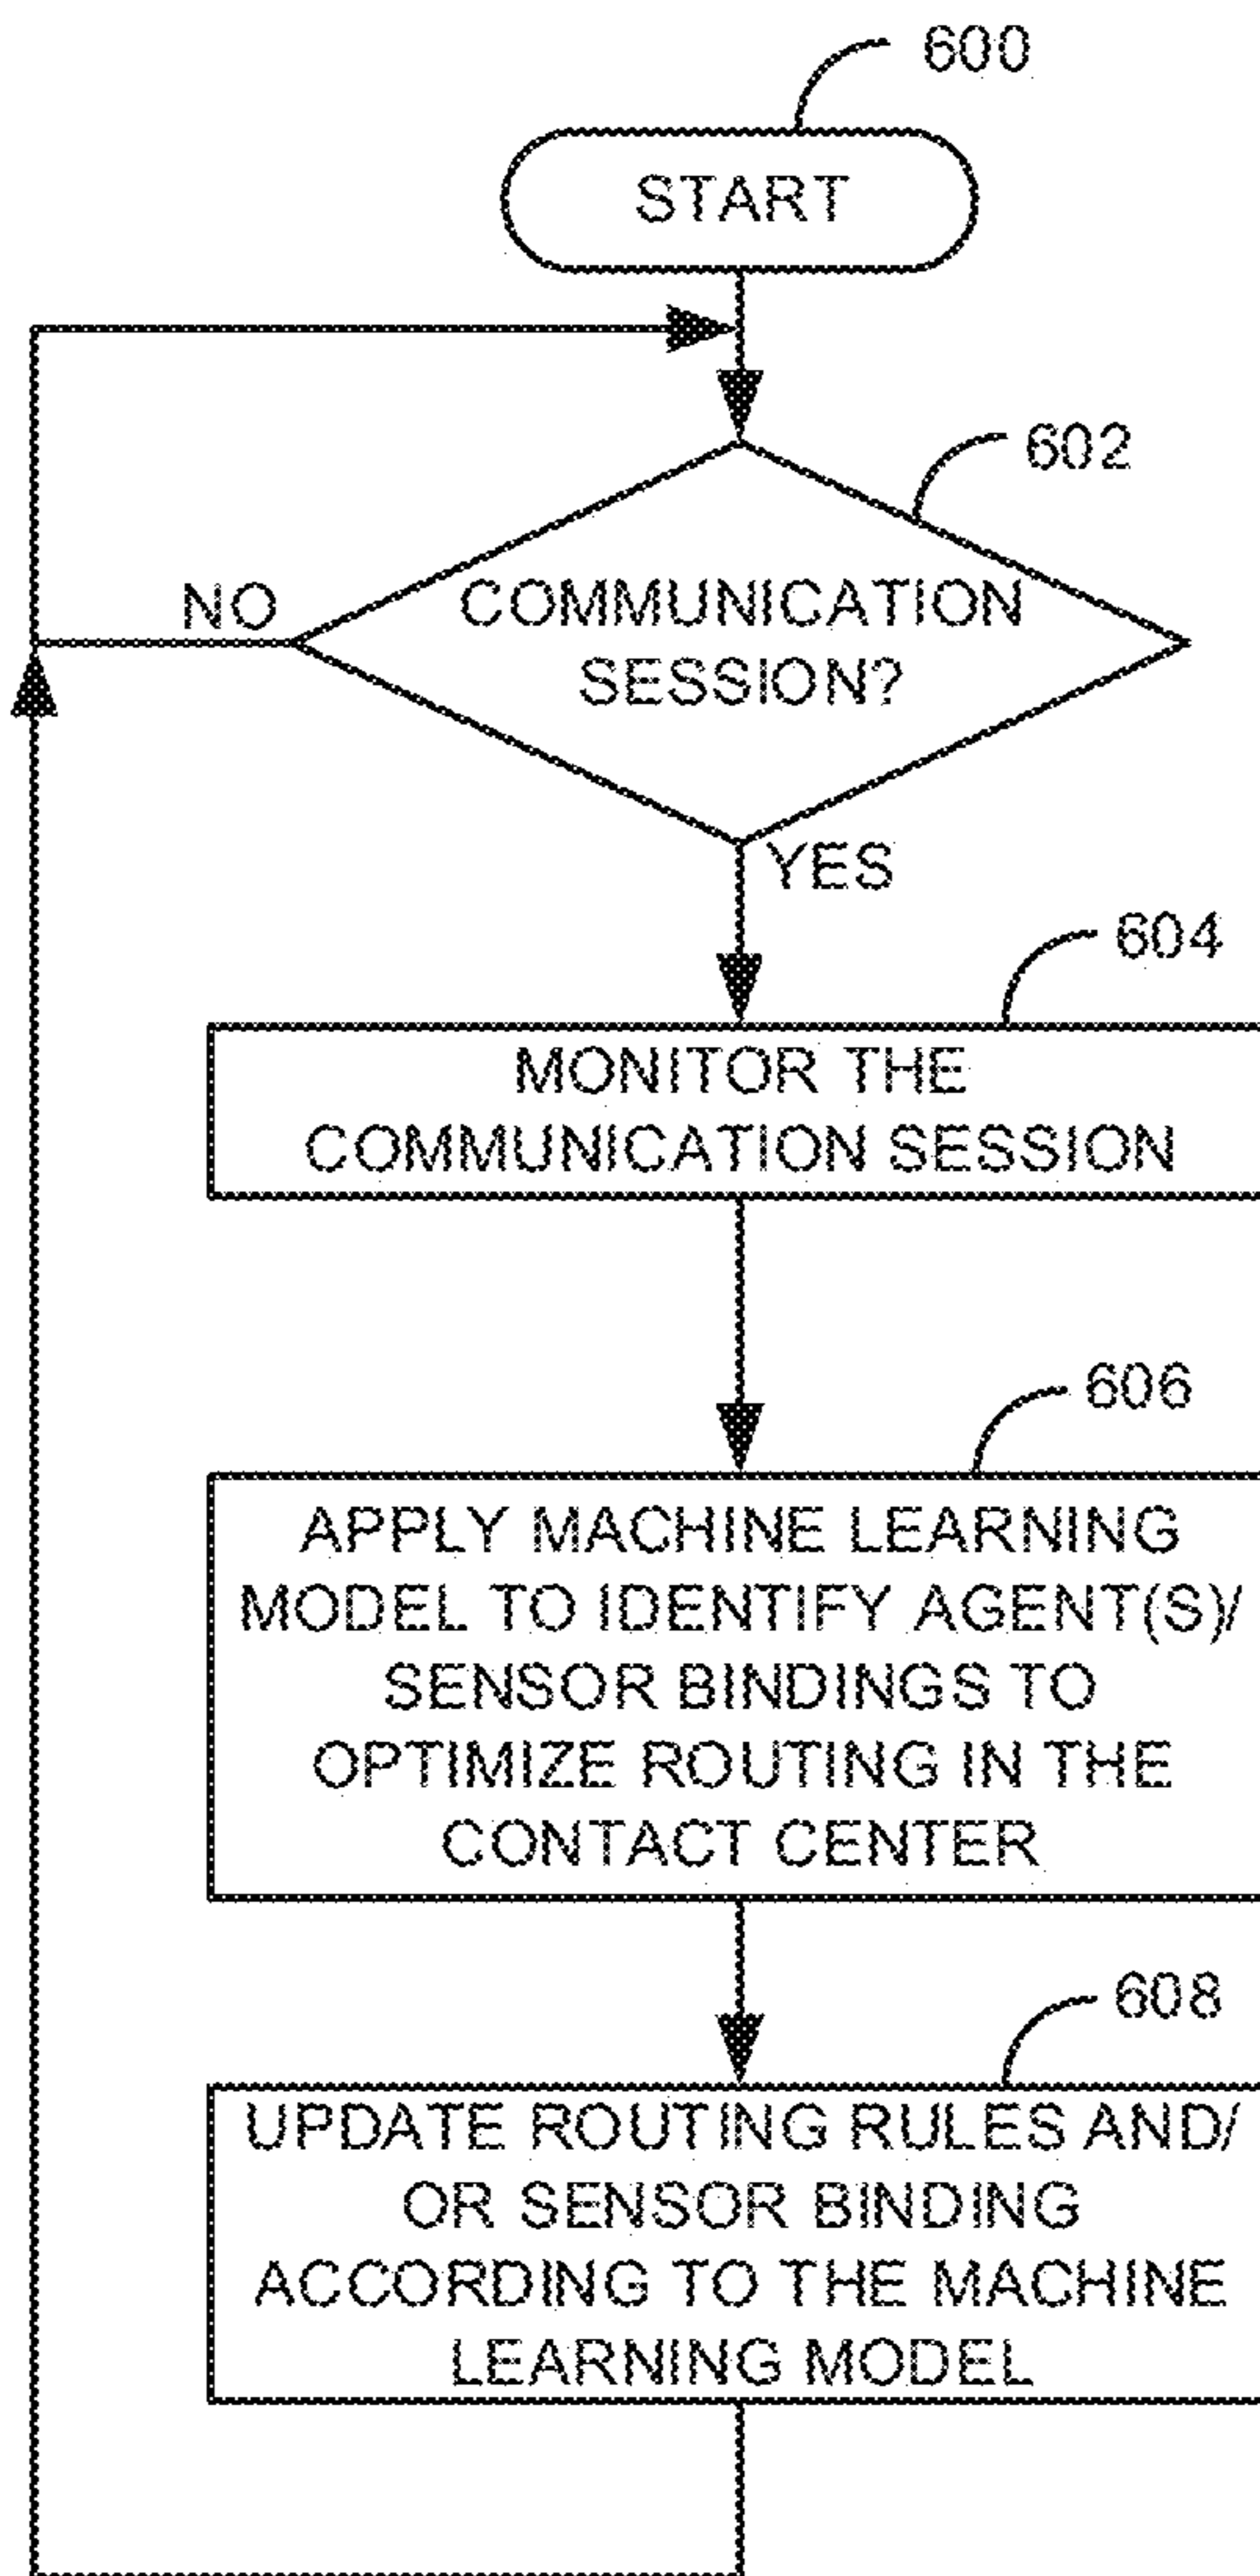 600
START
602
NO
COMMUNICATION
SESSION?
YES
604
MONITOR THE
COMMUNICATION SESSION
606
APPLY MACHINE LEARNING
MODEL TO IDENTIFY AGENT(S)/
SENSOR BINDINGS TO
OPTIMIZE ROUTING IN THE
CONTACT CENTER
608
UPDATE ROUTING RULES AND/
OR SENSOR BINDING
ACCORDING TO THE MACHINE
LEARNING MODEL